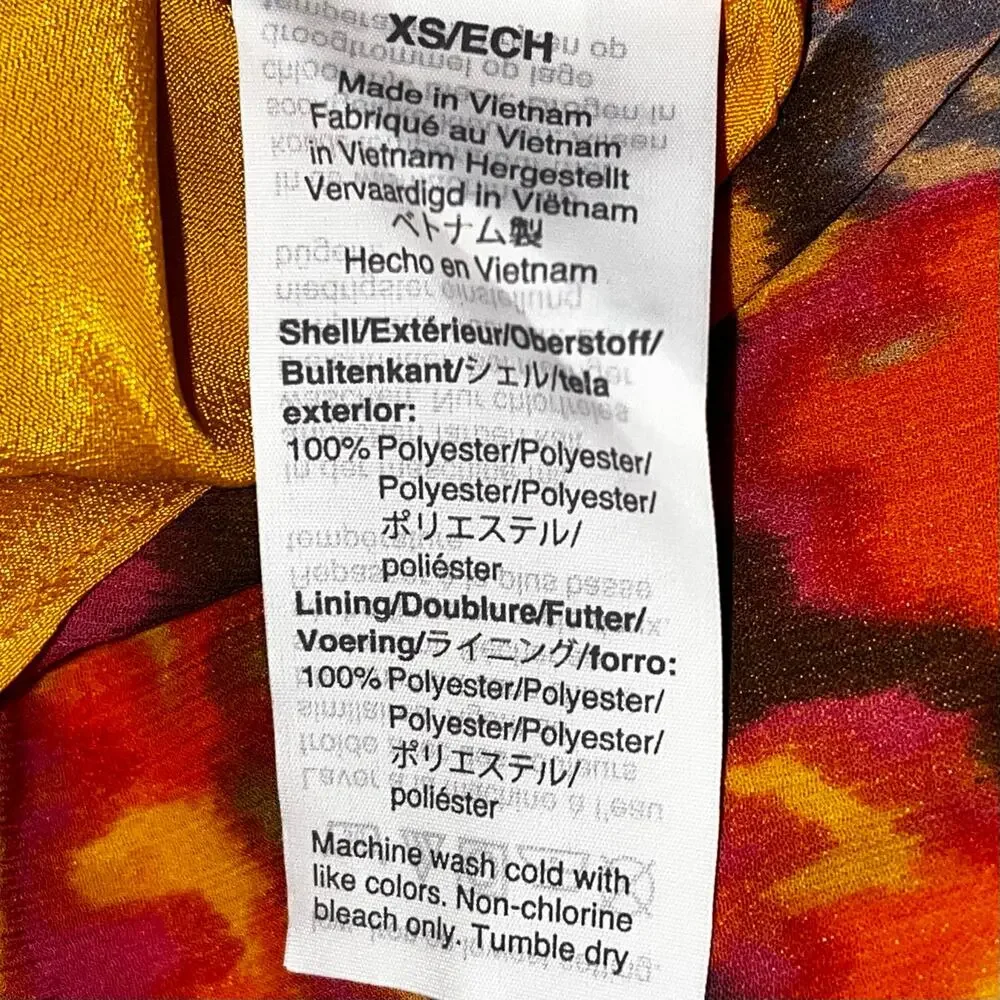 XS/ECH
Made in Vietnam
Fabriqué au Vietnam
in Vietnam Hergestellt
Vervaardigd in Viëtnam
ベトナム製
Hecho en Vietnam
Shell/Extérieur/Oberstoff/
Buitenkant/シェル/tela
exterior:
100% Polyester/Polyester/
Polyester/Polyester/
ポリエステル/
poliéster
Lining/Doublure/Futter/
Voering/ライニング/forro:
100% Polyester/Polyester/
Polyester/Polyester/
ポリエステル/
poliéster
Machine wash cold with
like colors. Non-chlorine
bleach only. Tumble dry